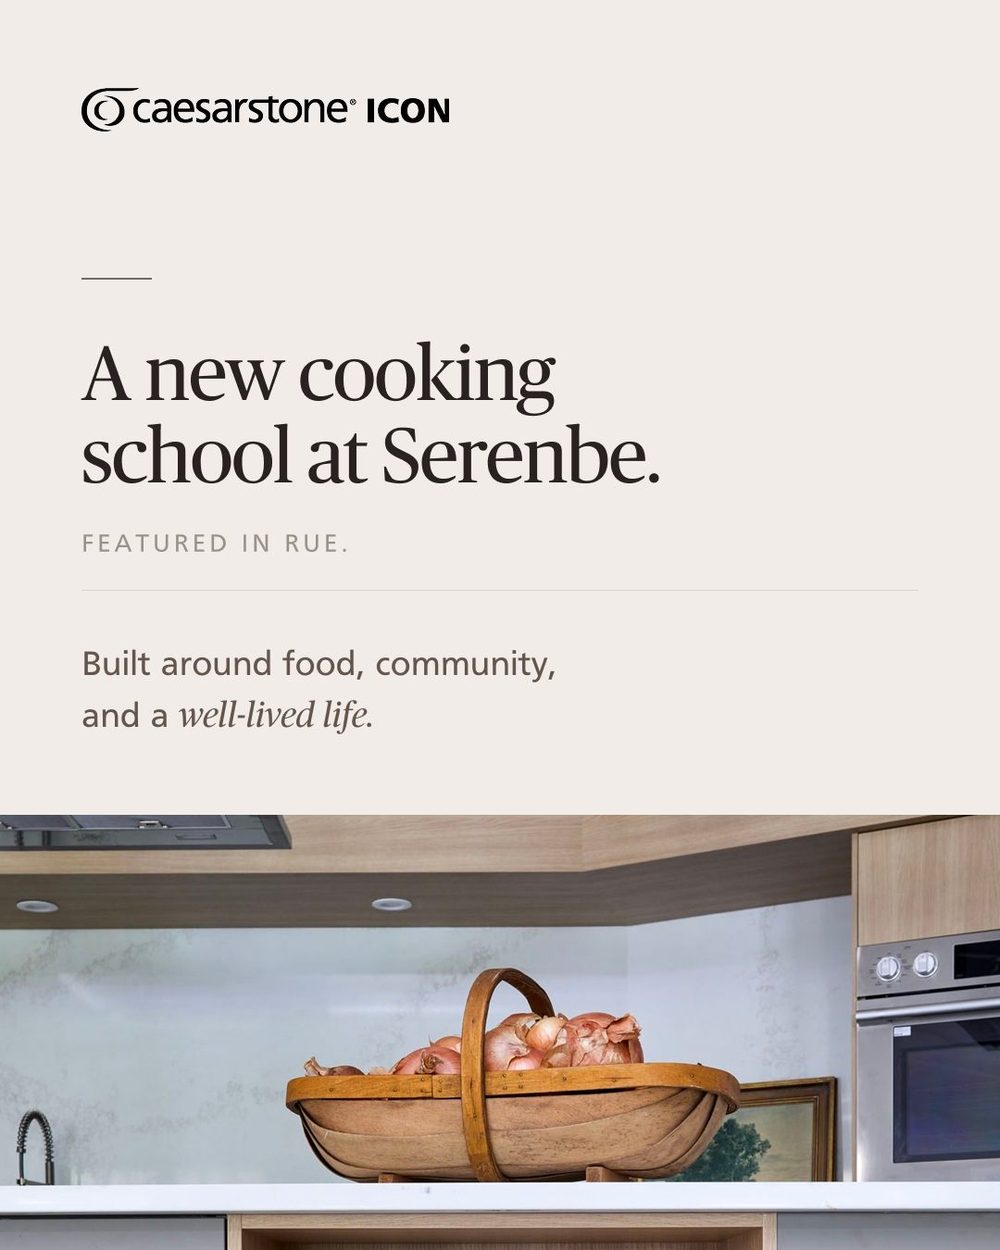 caesarstone® ICON
A new cooking
school at Serenbe.
FEATURED IN RUE.
Built around food, community,
and a well-lived life.